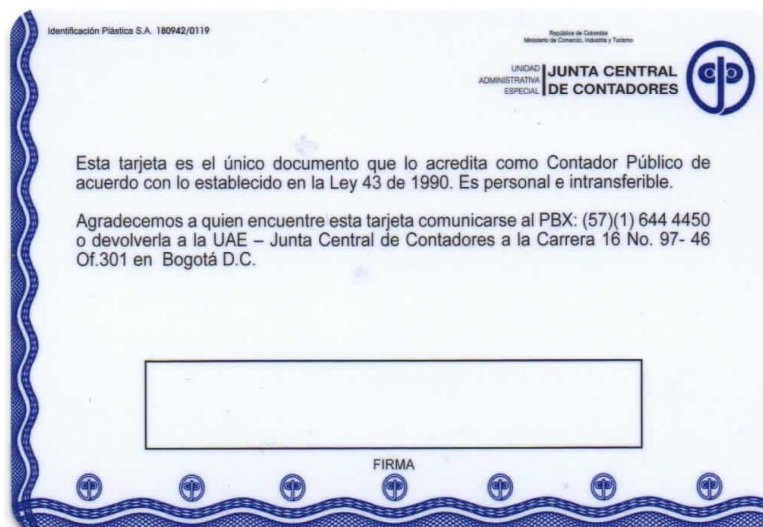 Identificación Plástica S.A. 180942/0119
República de Colombia
Ministerio de Comercio, Industria y Turismo
UNIDAD
ADMINISTRATIVA
ESPECIAL
JUNTA CENTRAL
DE CONTADORES
Esta tarjeta es el único documento que lo acredita como Contador Público de
acuerdo con lo establecido en la Ley 43 de 1990. Es personal e intransferible.
Agradecemos a quien encuentre esta tarjeta comunicarse al PBX: (57)(1) 644 4450
o devolverla a la UAE – Junta Central de Contadores a la Carrera 16 No. 97- 46
Of.301 en Bogotá D.C.
FIRMA